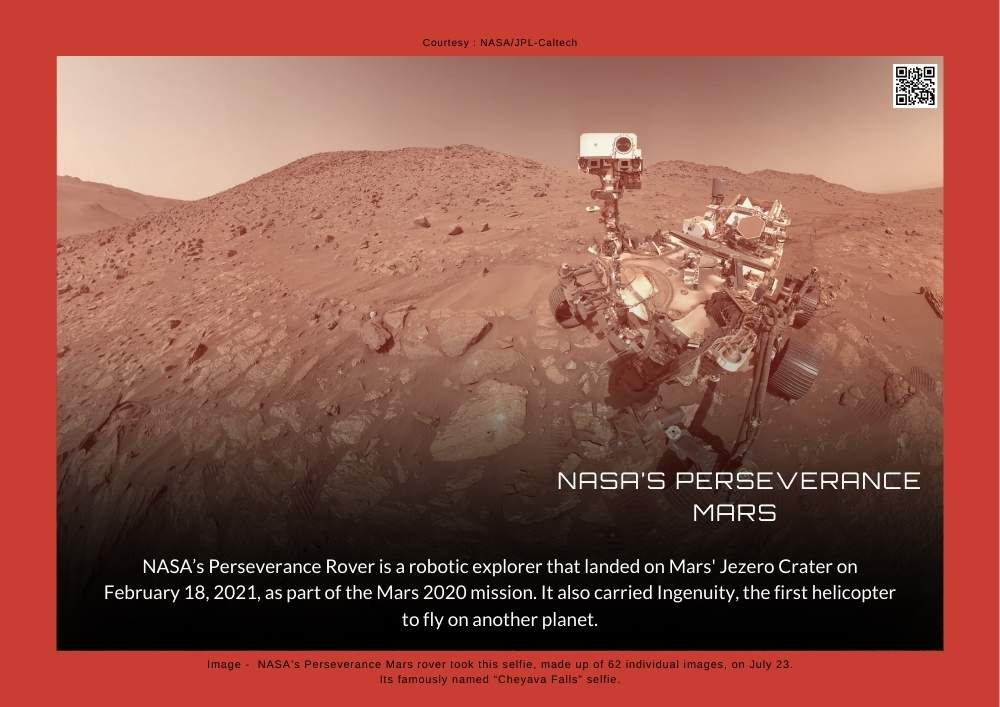 Courtesy : NASA/JPL-Caltech
NASA'S PERSEVERANCE
MARS
NASA’s Perseverance Rover is a robotic explorer that landed on Mars' Jezero Crater on
February 18, 2021, as part of the Mars 2020 mission. It also carried Ingenuity, the first helicopter
to fly on another planet.
Image -  NASA's Perseverance Mars rover took this selfie, made up of 62 individual images, on July 23.
Its famously named “Cheyava Falls” selfie.